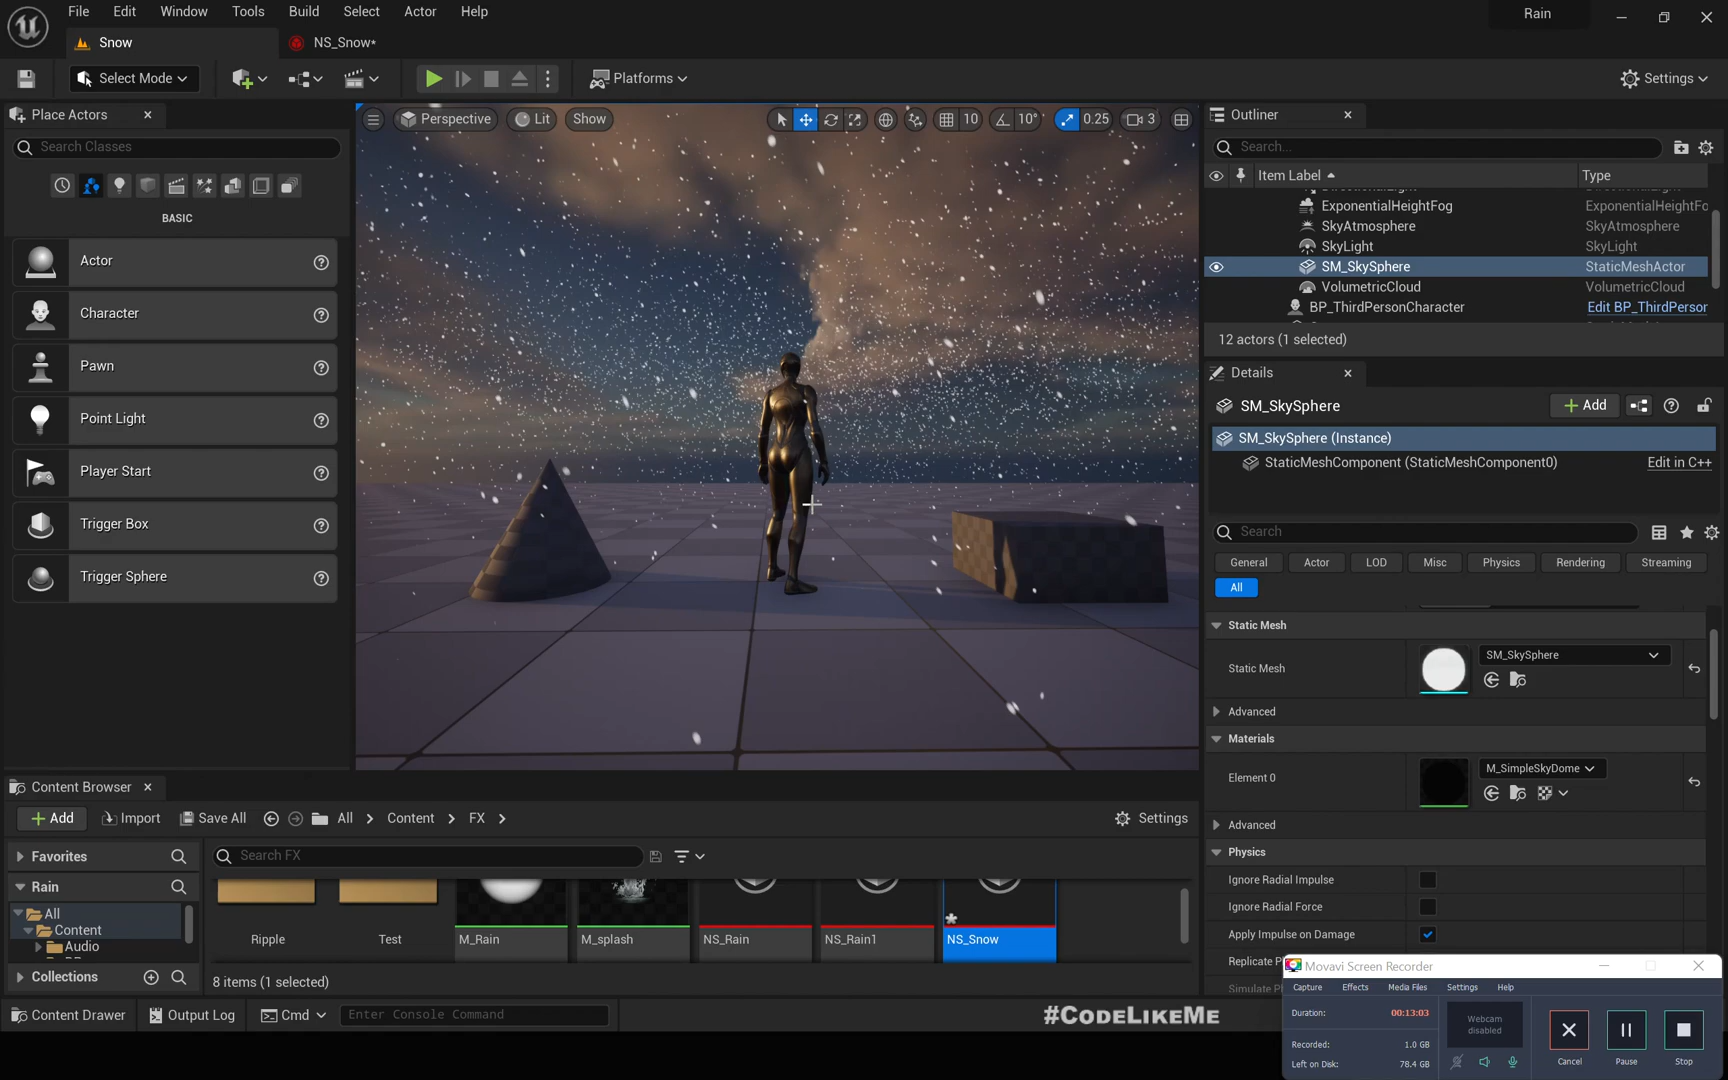 File Edit Window Tools Build Select Actor Help
Rain
Snow
NS_Snow*
Select Mode
Platforms
Settings
Place Actors
Search Classes
BASIC
Actor
Character
Pawn
Point Light
Player Start
Trigger Box
Trigger Sphere
Perspective
Lit
Show
10
10°
0.25
3
Outliner
Search...
Item Label
Type
ExponentialHeightFog ExponentialHeightFo
SkyAtmosphere SkyAtmosphere
SkyLight SkyLight
SM_SkySphere StaticMeshActor
VolumetricCloud VolumetricCloud
BP_ThirdPersonCharacter Edit BP_ThirdPerson
12 actors (1 selected)
Details
SM_SkySphere
Add
SM_SkySphere (Instance)
StaticMeshComponent (StaticMeshComponent0) Edit in C++
Search
General Actor LOD Misc Physics Rendering Streaming
All
Static Mesh
Static Mesh
SM_SkySphere
Advanced
Materials
Element 0
M_SimpleSkyDome
Advanced
Physics
Ignore Radial Impulse
Ignore Radial Force
Apply Impulse on Damage
Replicate P
Content Browser
Add
Import
Save All
All
Content
FX
Settings
Favorites
Rain
All
Content
Audio
Collections
Search FX
Ripple
Test
M_Rain
M_splash
NS_Rain
NS_Rain1
NS_Snow
8 items (1 selected)
Content Drawer
Output Log
Cmd
Enter Console Command
#CODELIKEME
Movavi Screen Recorder
Capture Effects Media Files Settings Help
Duration: 00:13:03
Recorded: 1.0 GB
Left on Disk: 78.4 GB
Webcam
disabled
Cancel
Pause
Stop